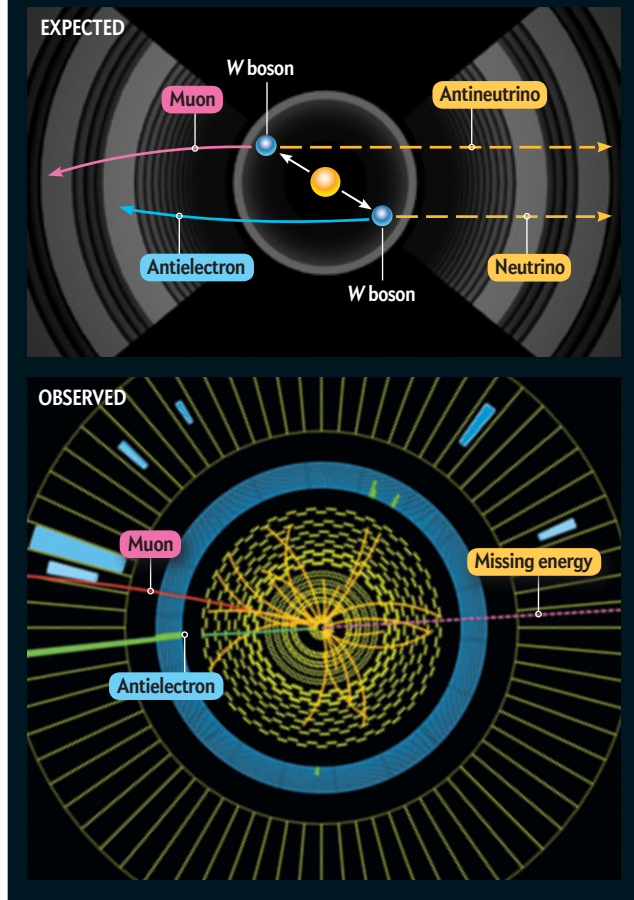 EXPECTED
W boson
Muon
Antineutrino
Antielectron
Neutrino
W boson
OBSERVED
Muon
Missing energy
Antielectron